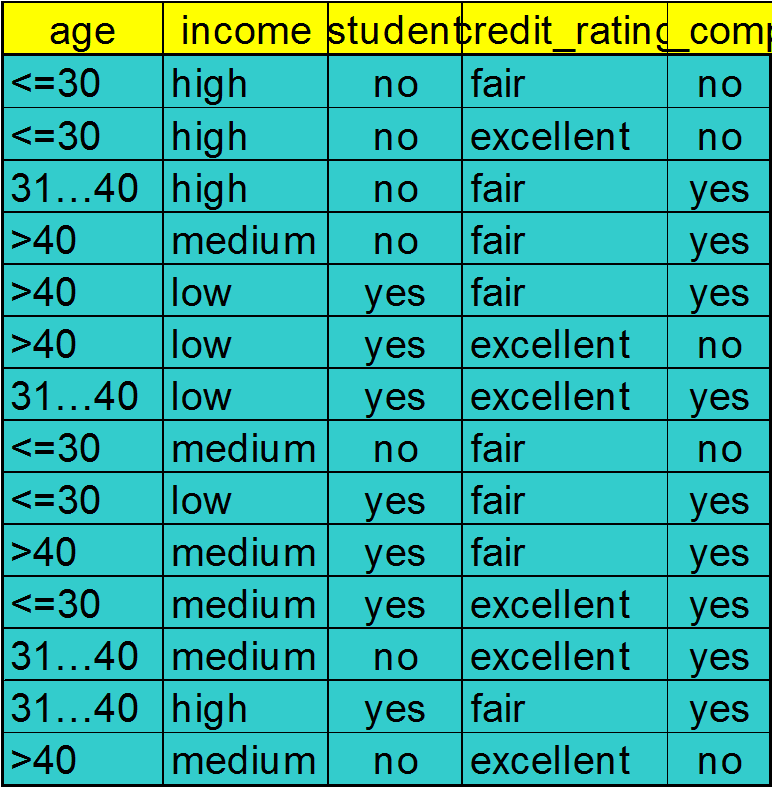 age income student credit_rating _comp
<=30 high no fair no
<=30 high no excellent no
31…40 high no fair yes
>40 medium no fair yes
>40 low yes fair yes
>40 low yes excellent no
31…40 low yes excellent yes
<=30 medium no fair no
<=30 low yes fair yes
>40 medium yes fair yes
<=30 medium yes excellent yes
31…40 medium no excellent yes
31…40 high yes fair yes
>40 medium no excellent no